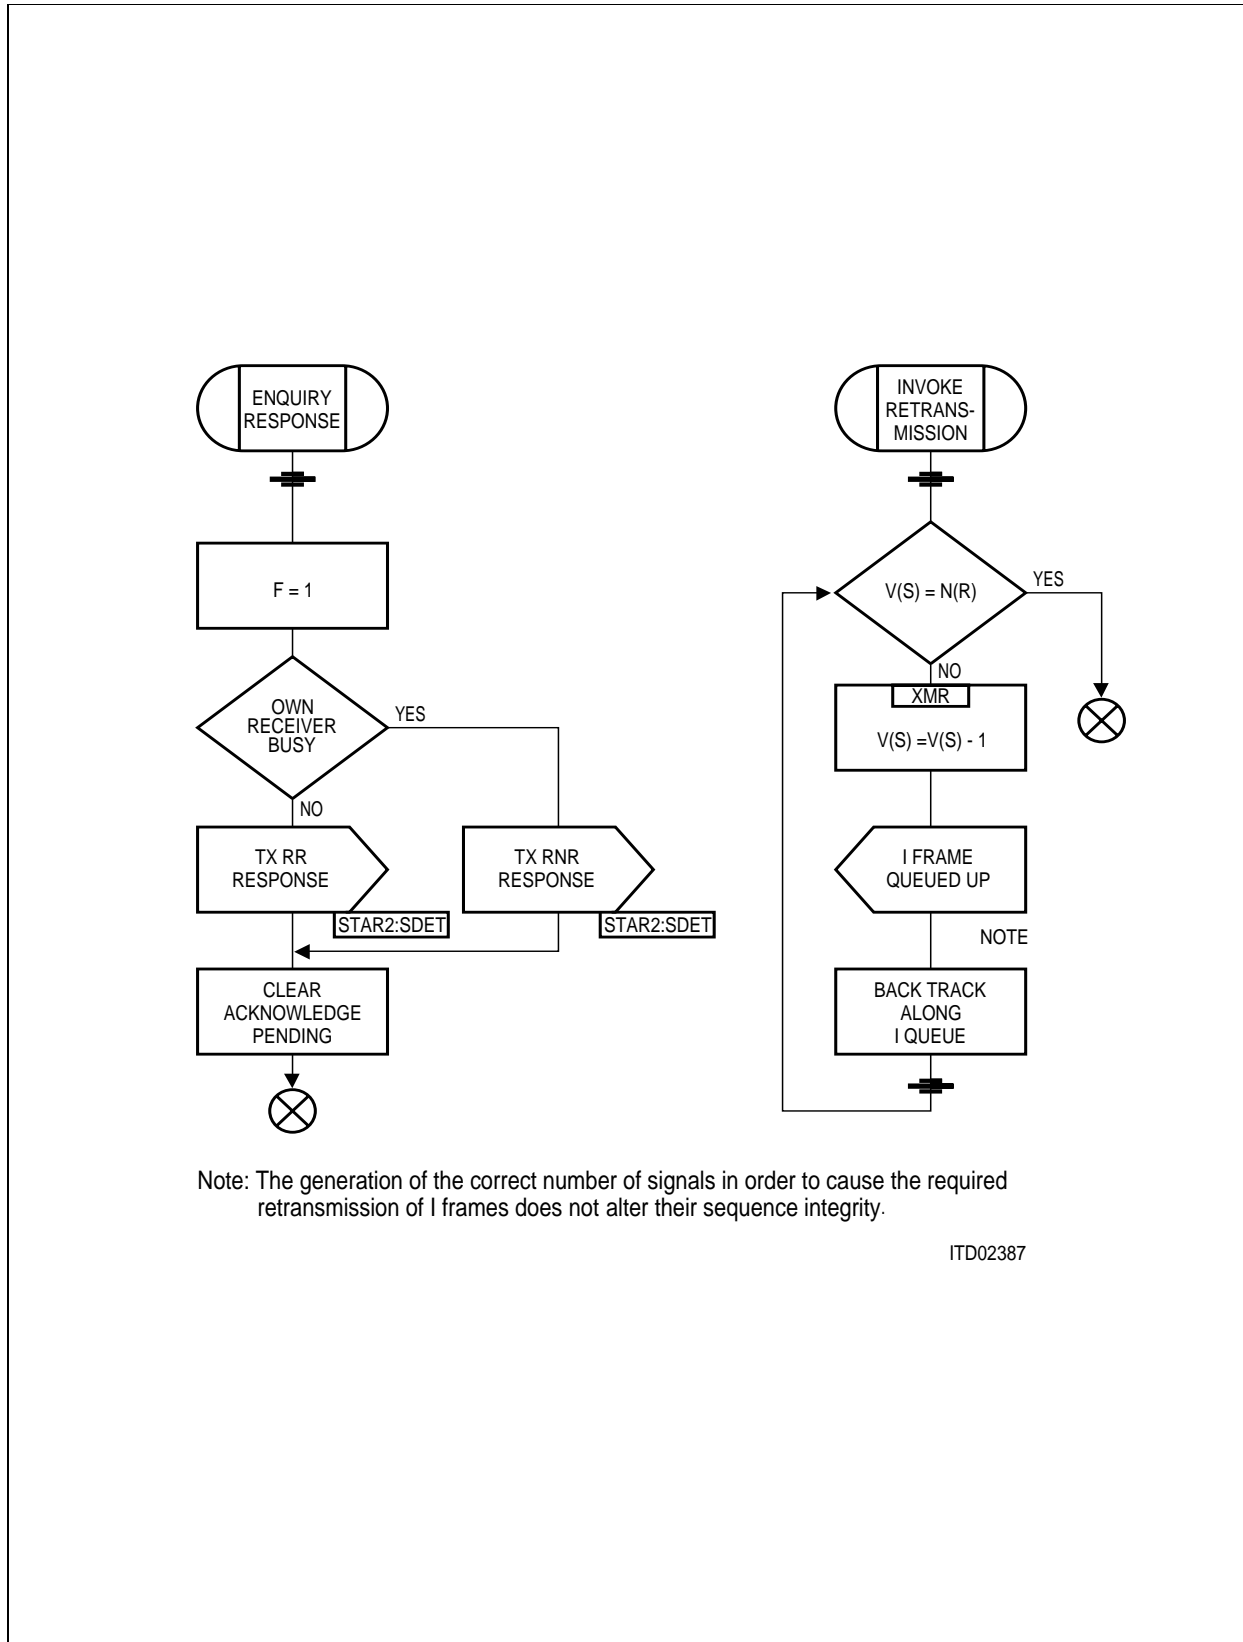 ENQUIRY
RESPONSE
F = 1
OWN
RECEIVER
BUSY
YES
NO
TX RR
RESPONSE
STAR2:SDET
TX RNR
RESPONSE
STAR2:SDET
CLEAR
ACKNOWLEDGE
PENDING
INVOKE
RETRANS-
MISSION
V(S) = N(R)
YES
NO
XMR
V(S) =V(S) - 1
I FRAME
QUEUED UP
NOTE
BACK TRACK
ALONG
I QUEUE
Note: The generation of the correct number of signals in order to cause the required
retransmission of I frames does not alter their sequence integrity.
ITD02387